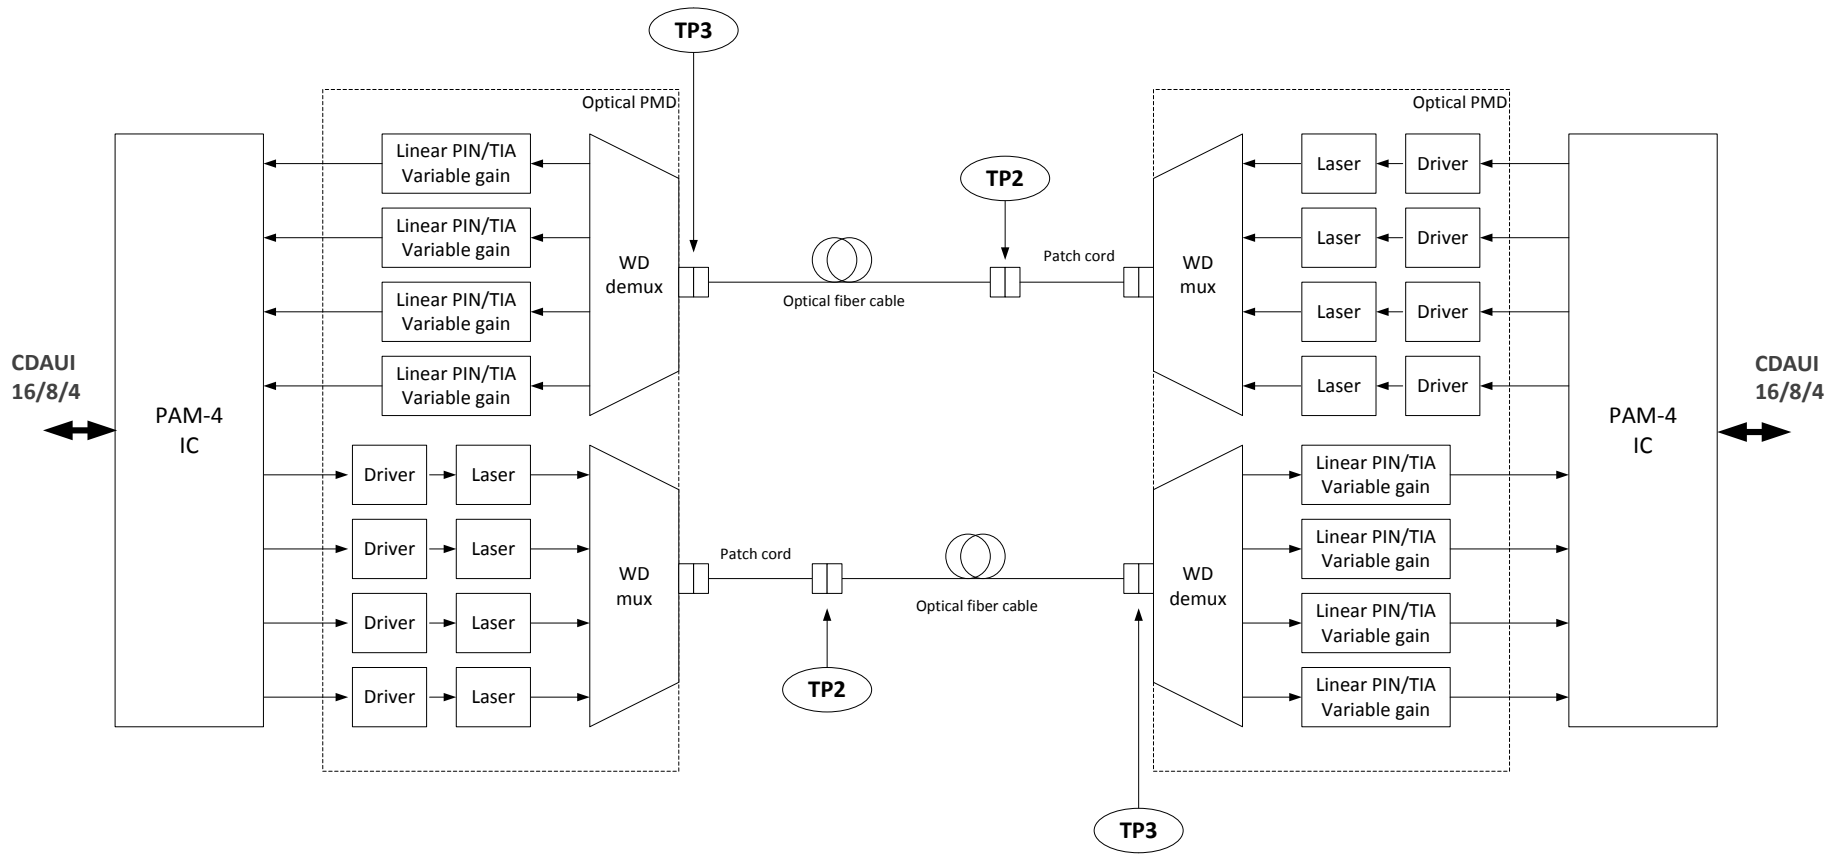 TP3
Optical PMD
Optical PMD
Linear PIN/TIA
Variable gain
Laser
Driver
TP2
Linear PIN/TIA
Variable gain
Laser
Driver
WD
demux
Patch cord
WD
mux
Optical fiber cable
Linear PIN/TIA
Variable gain
Laser
Driver
CDAUI
16/8/4
Linear PIN/TIA
Variable gain
Laser
Driver
CDAUI
16/8/4
PAM-4
IC
PAM-4
IC
Driver
Laser
Linear PIN/TIA
Variable gain
Driver
Laser
Patch cord
Linear PIN/TIA
Variable gain
WD
mux
Optical fiber cable
WD
demux
Driver
Laser
Linear PIN/TIA
Variable gain
Driver
Laser
TP2
Linear PIN/TIA
Variable gain
TP3